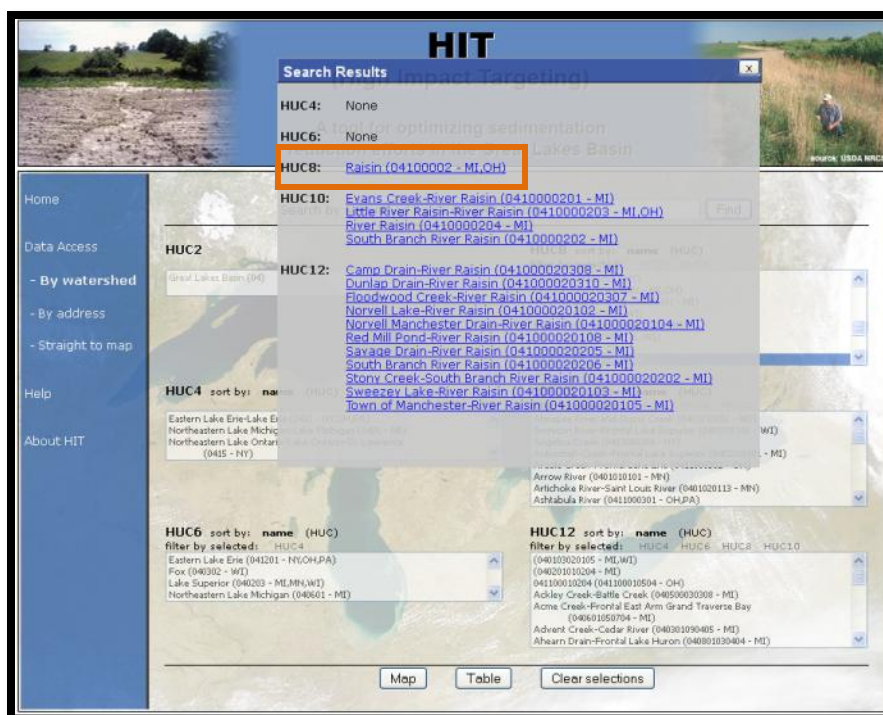 HIT
Search Results
x
(High Impact Targeting)
HUC4: None
A tool for optimizing sedimentation
HUC6: None
HUC8: Raisin (04100002 - MI,OH)
source: USDA NRCS
HUC10: Evans Creek-River Raisin (0410000201 - MI)
Little River Raisin-River Raisin (0410000203 - MI,OH)
River Raisin (0410000204 - MI)
South Branch River Raisin (0410000202 - MI)
Find
HUC12: Camp Drain-River Raisin (041000020308 - MI)
Dunlap Drain-River Raisin (041000020310 - MI)
Floodwood Creek-River Raisin (041000020307 - MI)
Norvell Lake-River Raisin (041000020102 - MI)
Norvell Manchester Drain-River Raisin (041000020104 - MI)
Red Mill Pond-River Raisin (041000020108 - MI)
Savage Drain-River Raisin (041000020205 - MI)
South Branch River Raisin (041000020206 - MI)
Stony Creek-South Branch River Raisin (041000020202 - MI)
Sweezey Lake-River Raisin (041000020103 - MI)
Town of Manchester-River Raisin (041000020105 - MI)
Home
Data Access
- By watershed
- By address
- Straight to map
Help
About HIT
HUC2
Great Lakes Basin (04)
HUC4 sort by: name
Eastern Lake Erie-Lake
Northeastern Lake
Northeastern Lake
(0415 - NY)
Arrow River (0401010101 - MN)
Artichoke River-Saint Louis River (0401020113 - MN)
Ashtabula River (0411000301 - OH,PA)
HUC6 sort by: name (HUC)
filter by selected: HUC4
Eastern Lake Erie (041201 - NY,OH,PA)
Fox (040302 - WI)
Lake Superior (040203 - MI,MN,WI)
Northeastern Lake Michigan (040601 - MI)
HUC12 sort by: name (HUC)
filter by selected: HUC4 HUC6 HUC8 HUC10
(040103020105 - MI,WI)
(040201010204 - MI)
041100010204 (041100010504 - OH)
Ackley Creek-Battle Creek (040500030308 - MI)
Acme Creek-Frontal East Arm Grand Traverse Bay
(040601050704 - MI)
Advent Creek-Cedar River (040301090405 - MI)
Ahearn Drain-Frontal Lake Huron (040801030404 - MI)
Map
Table
Clear selections